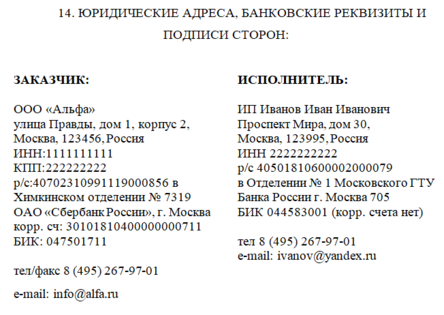 14. ЮРИДИЧЕСКИЕ АДРЕСА, БАНКОВСКИЕ РЕКВИЗИТЫ И
ПОДПИСИ СТОРОН:
ЗАКАЗЧИК:
ООО «Альфа»
улица Правды, дом 1, корпус 2,
Москва, 123456, Россия
ИНН:1111111111
КПП:222222222
р/с:40702310991119000856 в
Химкинском отделении № 7319
ОАО «Сбербанк России», г. Москва
корр. сч: 30101810400000000711
БИК: 047501711
тел/факс 8 (495) 267-97-01
e-mail: info@alfa.ru
ИСПОЛНИТЕЛЬ:
ИП Иванов Иван Иванович
Проспект Мира, дом 30,
Москва, 123995, Россия
ИНН 2222222222
р/с 40501810600002000079
в Отделении № 1 Московского ГТУ
Банка России г. Москва 705
БИК 044583001 (корр. счета нет)
тел 8 (495) 267-97-01
e-mail: ivanov@yandex.ru